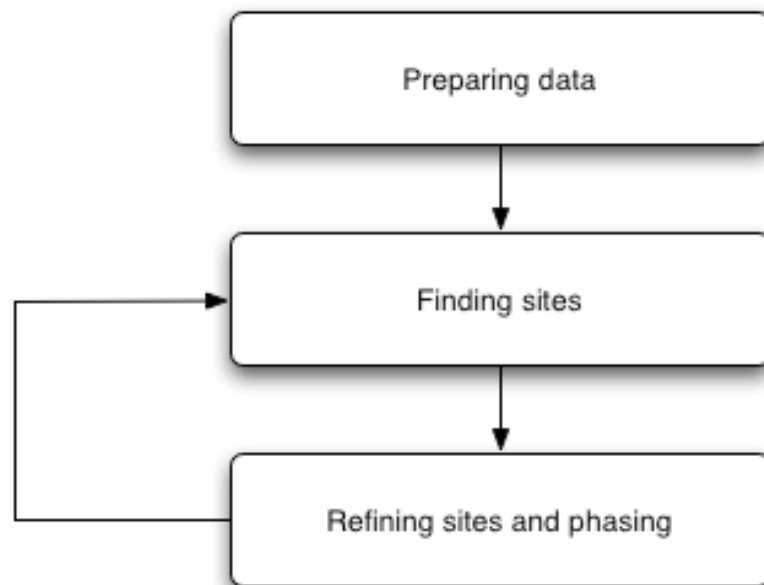 Preparing data
Finding sites
Refining sites and phasing